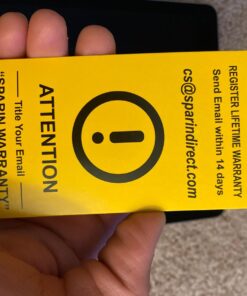 REGISTER LIFETIME WARRANTY
Send Email within 14 days
cs@sparindirect.com
i
ATTENTION
Title Your Email
“SPARIN WARRANTY”